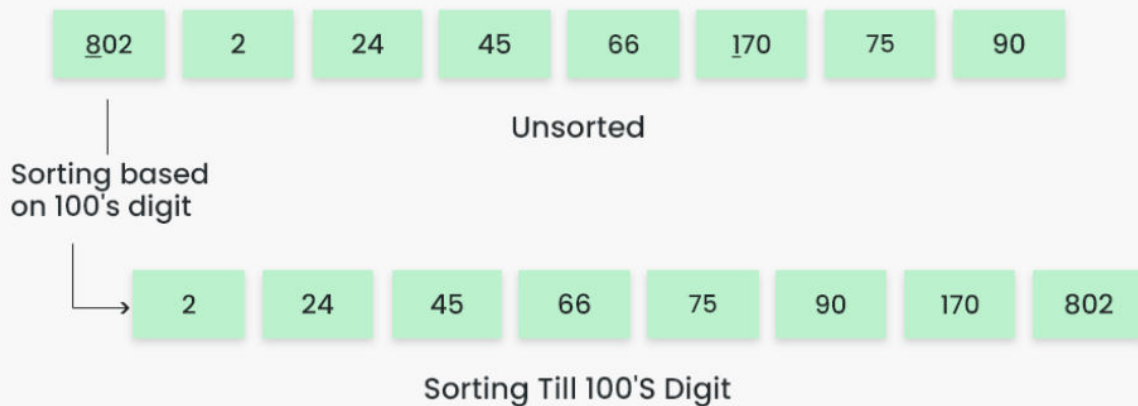 802 2 24 45 66 170 75 90
Unsorted
Sorting based
on 100's digit
2 24 45 66 75 90 170 802
Sorting Till 100'S Digit